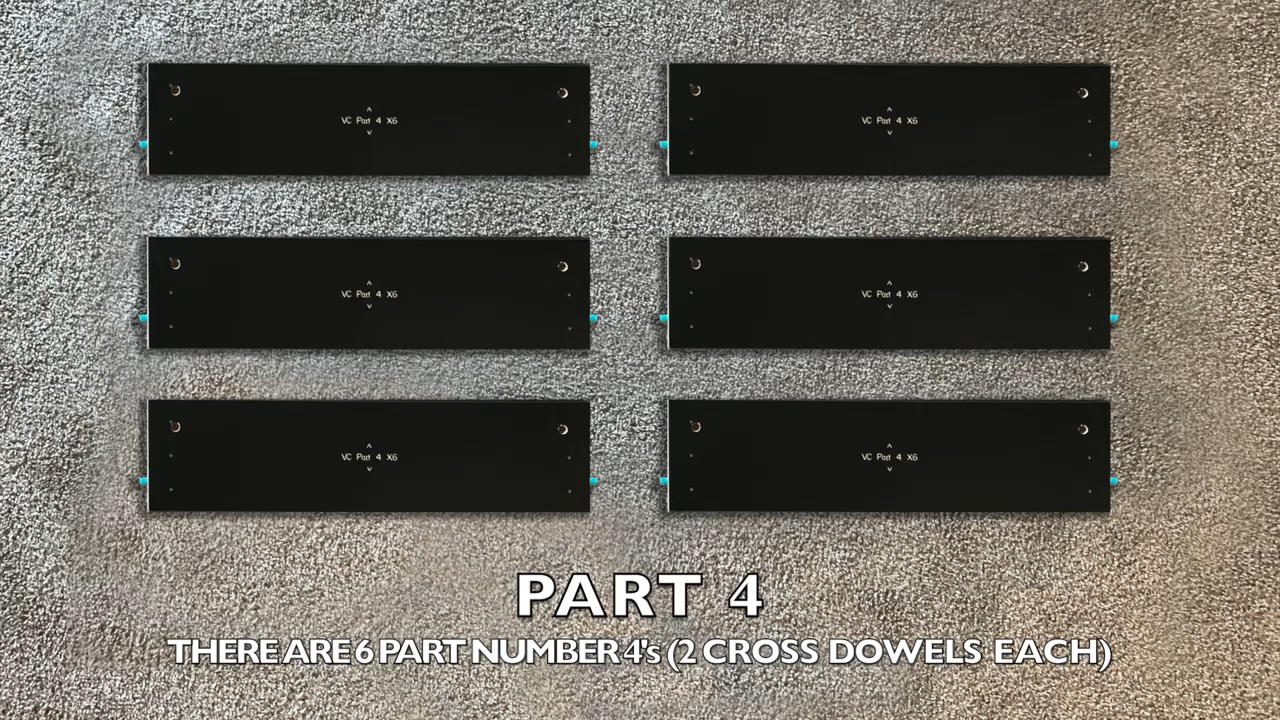 ^
VC Part 4 X6
v
^
VC Part 4 X6
v
^
VC Part 4 X6
v
^
VC Part 4 X6
v
^
VC Part 4 X6
v
^
VC Part 4 X6
v
PART 4
THERE ARE 6 PART NUMBER 4's (2 CROSS DOWELS EACH)